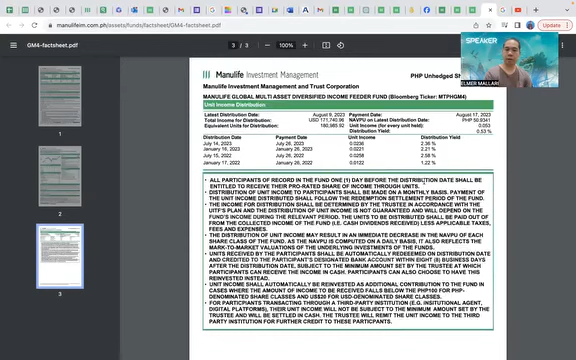 manulifeim.com.ph/assets/funds/factsheet/GM4-factsheet.pdf
Update
GM4-factsheet.pdf
3 / 3
100%
SPEAKER
ELMER MALLARI
1
2
3
Manulife Investment Management
PHP Unhedged Sh
Manulife Investment Management and Trust Corporation
MANULIFE GLOBAL MULTI ASSET DIVERSIFIED INCOME FEEDER FUND (Bloomberg Ticker: MTPHGM4)
Unit Income Distribution:
Latest Distribution Date: August 9, 2023 Payment Date: August 17, 2023
Total Income for Distribution: USD 171,740.96 NAVPU on Latest Distribution Date: PHP 50.9341
Equivalent Units for Distribution: 180,985.92 Unit Income (for every unit held): 0.053
Distribution Yield: 0.53 %
Distribution Date Payment Date Unit Income Distribution Yield
July 14, 2023 July 26, 2023 0.0236 2.36 %
January 16, 2023 January 26, 2023 0.0221 2.21 %
July 15, 2022 July 26, 2022 0.0258 2.58 %
January 17, 2022 January 26, 2022 0.0122 1.22 %
• ALL PARTICIPANTS OF RECORD IN THE FUND ONE (1) DAY BEFORE THE DISTRIBUTION DATE SHALL BE
ENTITLED TO RECEIVE THEIR PRO-RATED SHARE OF INCOME THROUGH UNITS.
• DISTRIBUTION OF UNIT INCOME TO PARTICIPANTS SHALL BE MADE ON A MONTHLY BASIS. PAYMENT OF
THE UNIT INCOME DISTRIBUTED SHALL FOLLOW THE REDEMPTION SETTLEMENT PERIOD OF THE FUND.
• THE INCOME FOR DISTRIBUTION SHALL BE DETERMINED BY THE TRUSTEE IN ACCORDANCE WITH THE
UITF'S PLAN AND THE DISTRIBUTION OF UNIT INCOME IS NOT GUARANTEED AND WILL DEPEND ON THE
FUND'S INCOME DURING THE RELEVANT PERIOD. THE UNITS TO BE DISTRIBUTED SHALL BE PAID OUT
FROM THE COLLECTED INCOME OF THE FUND (I.E. CASH DIVIDENDS RECEIVED) LESS APPLICABLE TAXES,
FEES AND EXPENSES.
• THE DISTRIBUTION OF UNIT MAY RESULT IN AN IMMEDIATE DECREASE IN THE NAVPU OF EACH
SHARE CLASS OF THE FUND. AS THE NAVPU IS COMPUTED ON A DAILY BASIS, IT ALSO REFLECTS THE
MARK-TO-MARKET VALUATIONS OF THE UNDERLYING INVESTMENTS OF THE FUNDS.
• UNITS RECEIVED BY THE PARTICIPANTS SHALL BE AUTOMATICALLY REDEEMED ON DISTRIBUTION DATE
AND CREDITED TO THE PARTICIPANT'S DESIGNATED BANK ACCOUNT WITHIN EIGHT (8) BUSINESS DAYS
AFTER THE DISTRIBUTION DATE, SUBJECT TO THE MINIMUM AMOUNT SET BY THE TRUSTEE AT WHICH
PARTICIPANTS CAN RECEIVE THE INCOME IN CASH. PARTICIPANTS CAN ALSO CHOOSE TO HAVE THIS
REINVESTED INSTEAD.
• UNIT INCOME SHALL AUTOMATICALLY BE REINVESTED AS ADDITIONAL CONTRIBUTION TO THE FUND IN
CASES WHERE THE AMOUNT OF INCOME TO BE RECEIVED FALLS BELOW THE PHP100 FOR PHP-
DENOMINATED SHARE CLASSES AND US$20 FOR USD-DENOMINATED SHARE CLASSES.
• FOR PARTICIPANTS TRANSACTING THROUGH A THIRD-PARTY INSTITUTION (E.G. INSITUTIONAL AGENT,
DIGITAL PLATFORMS), THEIR UNIT INCOME WILL NOT BE SUBJECT TO THE MINIMUM AMOUNT SET BY THE
TRUSTEE AND WILL BE SETTLED IN CASH. THE TRUSTEE WILL REMIT THE UNIT INCOME TO THE THIRD
PARTY INSTITUTION FOR FURTHER CREDIT TO THESE PARTICIPANTS.